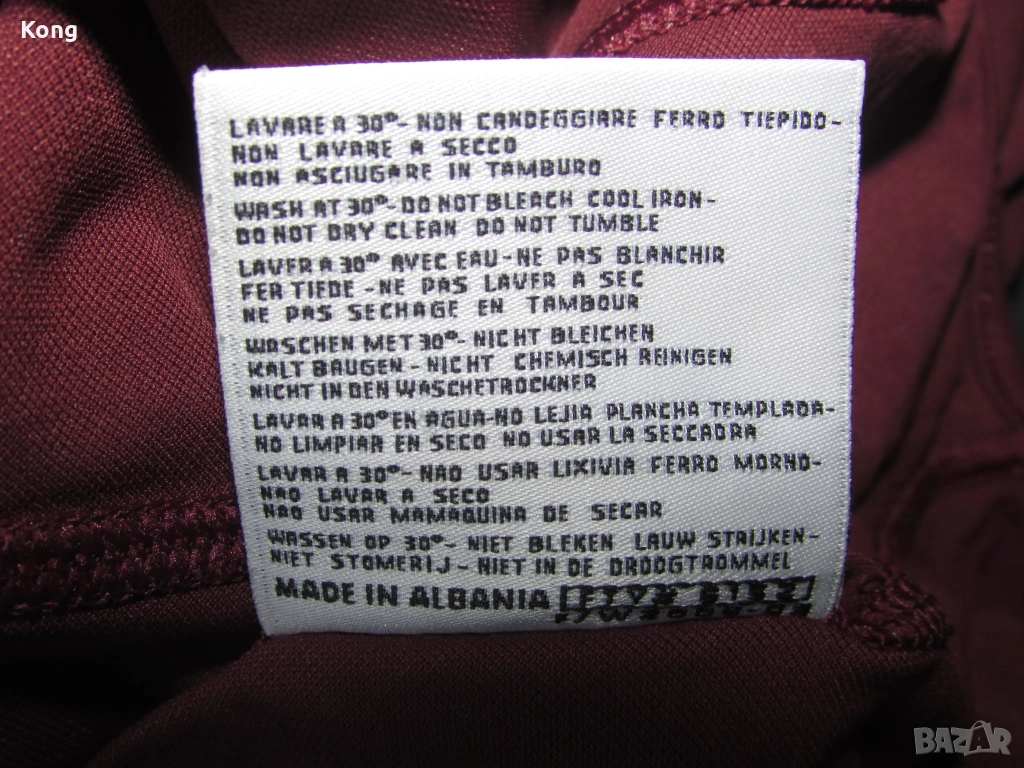 Kong
LAVARE A 30°- NON CANDEGGIARE FERRO TIEPIDO-
NON LAVARE A SECCO
NON ASCIUGARE IN TAMBURO
WASH AT 30°- DO NOT BLEACH COOL IRON-
DO NOT DRY CLEAN DO NOT TUMBLE
LAVER A 30° AVEC EAU-NE PAS BLANCHIR
FER TIEDE -NE PAS LAVER A SEC
NE PAS SECHAGE EN TAMBOUR
WASCHEN MET 30°- NICHT BLEICHEN
KALT BAUGEN - NICHT CHEMISCH REINIGEN
NICHT IN DEN WASCHETROCKNER
LAVAR A 30° EN AGUA-NO LEJIA PLANCHA TEMPLADA-
NO LIMPIAR EN SECO NO USAR LA SECCADRA
LAVAR A 30°- NAO USAR LIXIVIA FERRO MORNO-
NAO LAVAR A SECO
NAO USAR MAMAQUINA DE SECAR
WASSEN OP 30°- NIET BLEKEN LAUW STRIJKEN-
NIET STOMERIJ - NIET IN DE DROOGTROMMEL
MADE IN ALBANIA
BAZAR